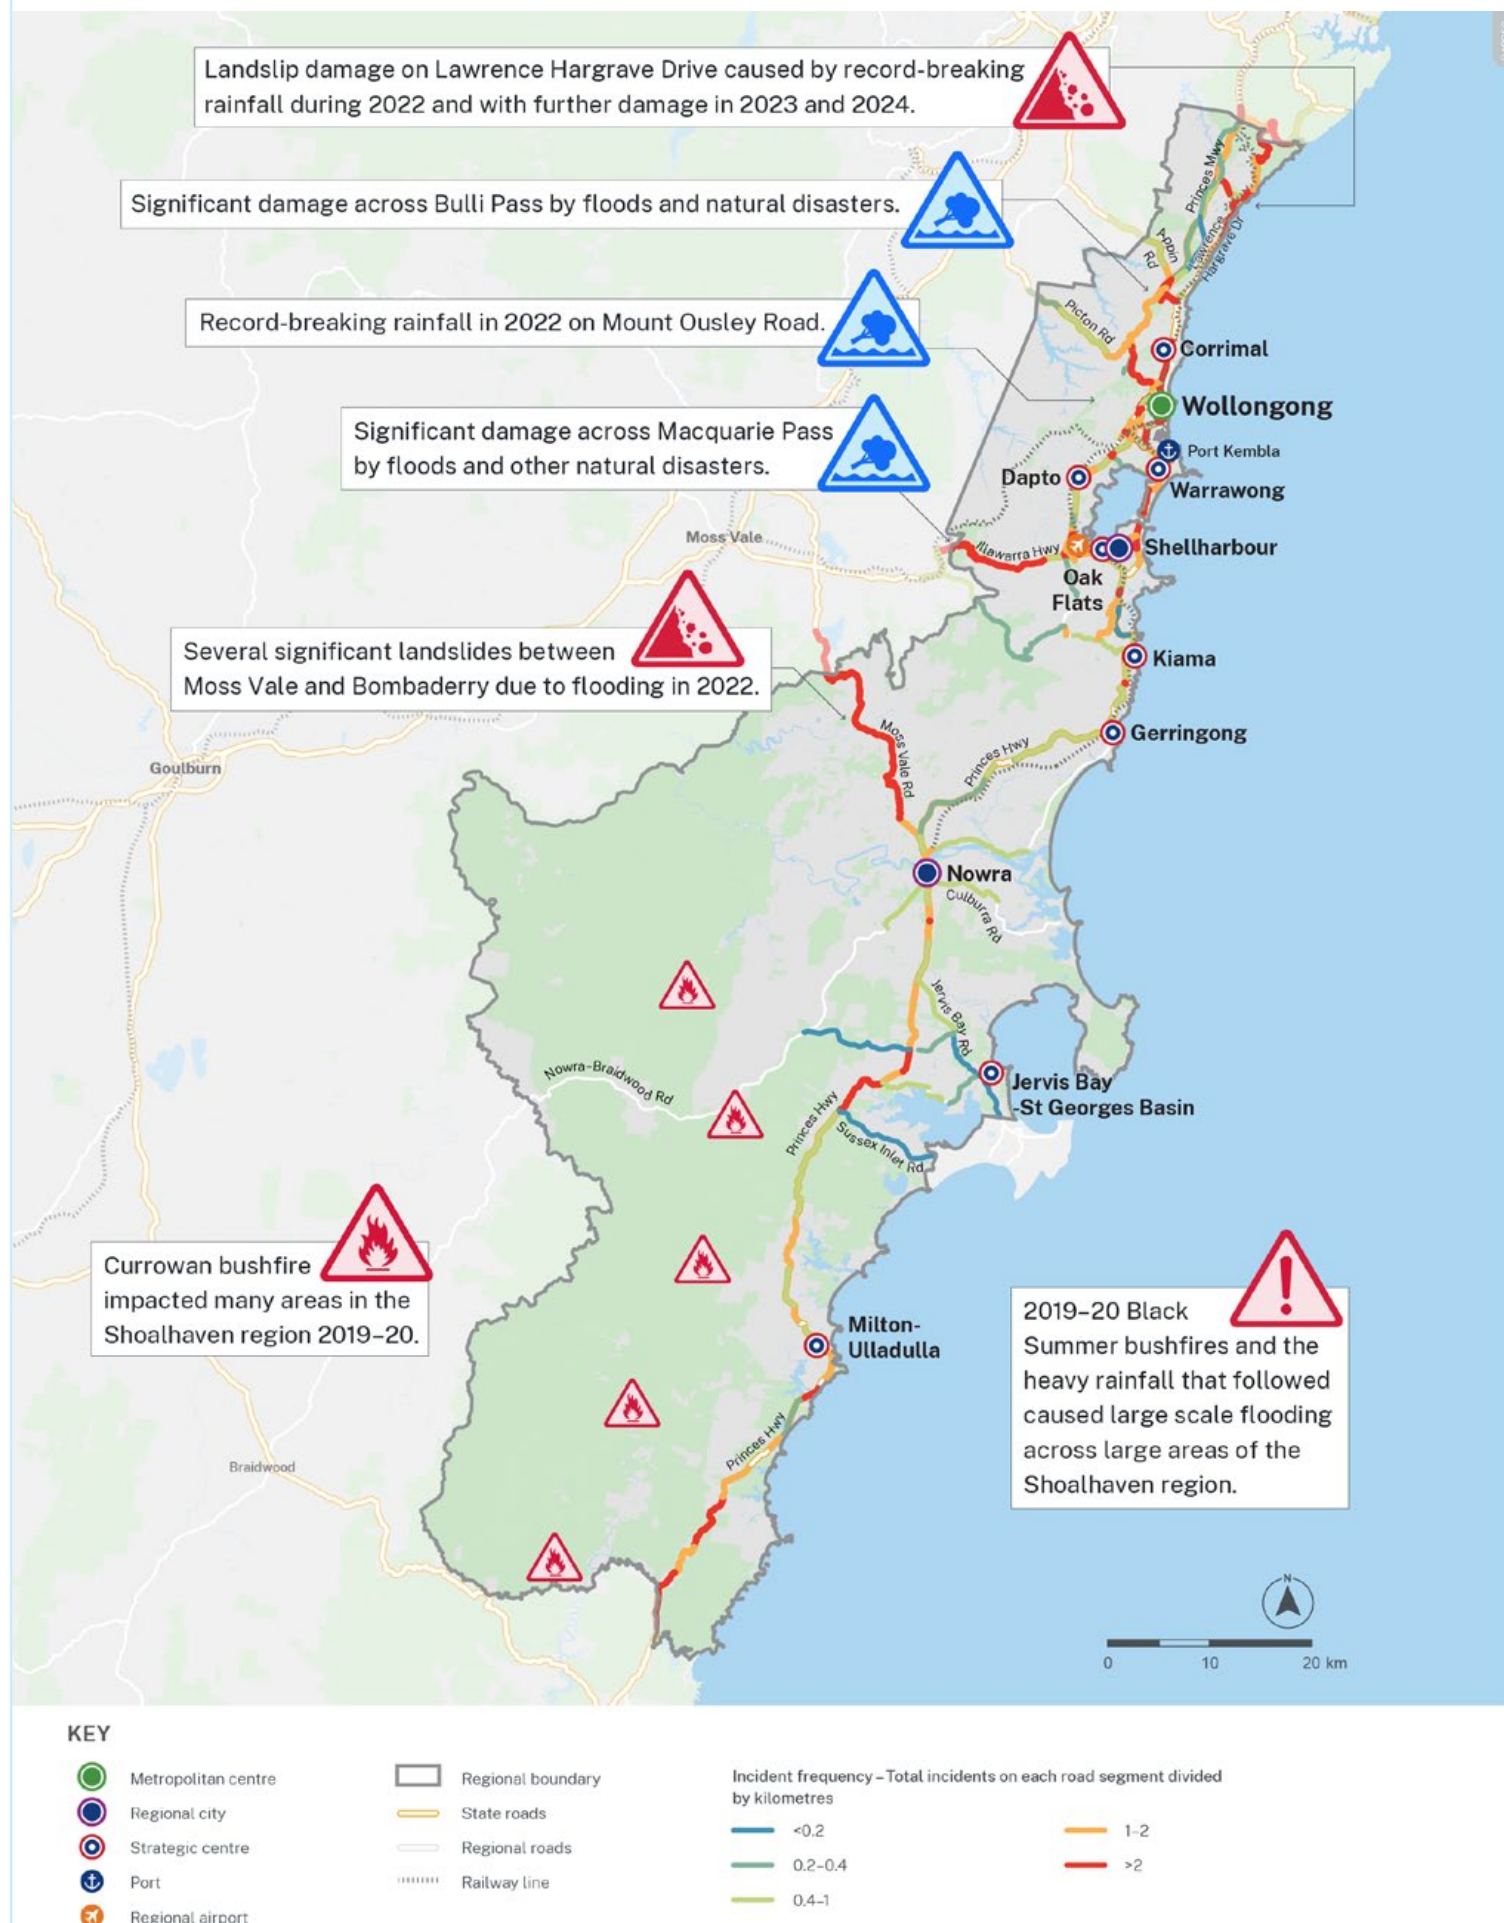 Landslip damage on Lawrence Hargrave Drive caused by record-breaking
rainfall during 2022 and with further damage in 2023 and 2024.
Significant damage across Bulli Pass by floods and natural disasters.
Record-breaking rainfall in 2022 on Mount Ousley Road.
Significant damage across Macquarie Pass
by floods and other natural disasters.
Several significant landslides between
Moss Vale and Bombaderry due to flooding in 2022.
Currowan bushfire
impacted many areas in the
Shoalhaven region 2019–20.
2019–20 Black
Summer bushfires and the
heavy rainfall that followed
caused large scale flooding
across large areas of the
Shoalhaven region.
Princes Mwy
Lawrence
Hargrave Dr
Appin
Rd
Picton Rd
Corrimal
Wollongong
Port Kembla
Dapto
Warrawong
Moss Vale
Illawarra Hwy
Shellharbour
Oak
Flats
Kiama
Moss Vale Rd
Princes Hwy
Gerringong
Goulburn
Nowra
Culburra Rd
Jervis Bay Rd
Nowra-Braidwood Rd
Jervis Bay
-St Georges Basin
Princes Hwy
Sussex Inlet Rd
Milton-
Ulladulla
Princes Hwy
Braidwood
N
0 10 20 km
KEY
Metropolitan centre
Regional city
Strategic centre
Port
Regional airport
Regional boundary
State roads
Regional roads
Railway line
Incident frequency – Total incidents on each road segment divided
by kilometres
<0.2
0.2–0.4
0.4–1
1–2
>2